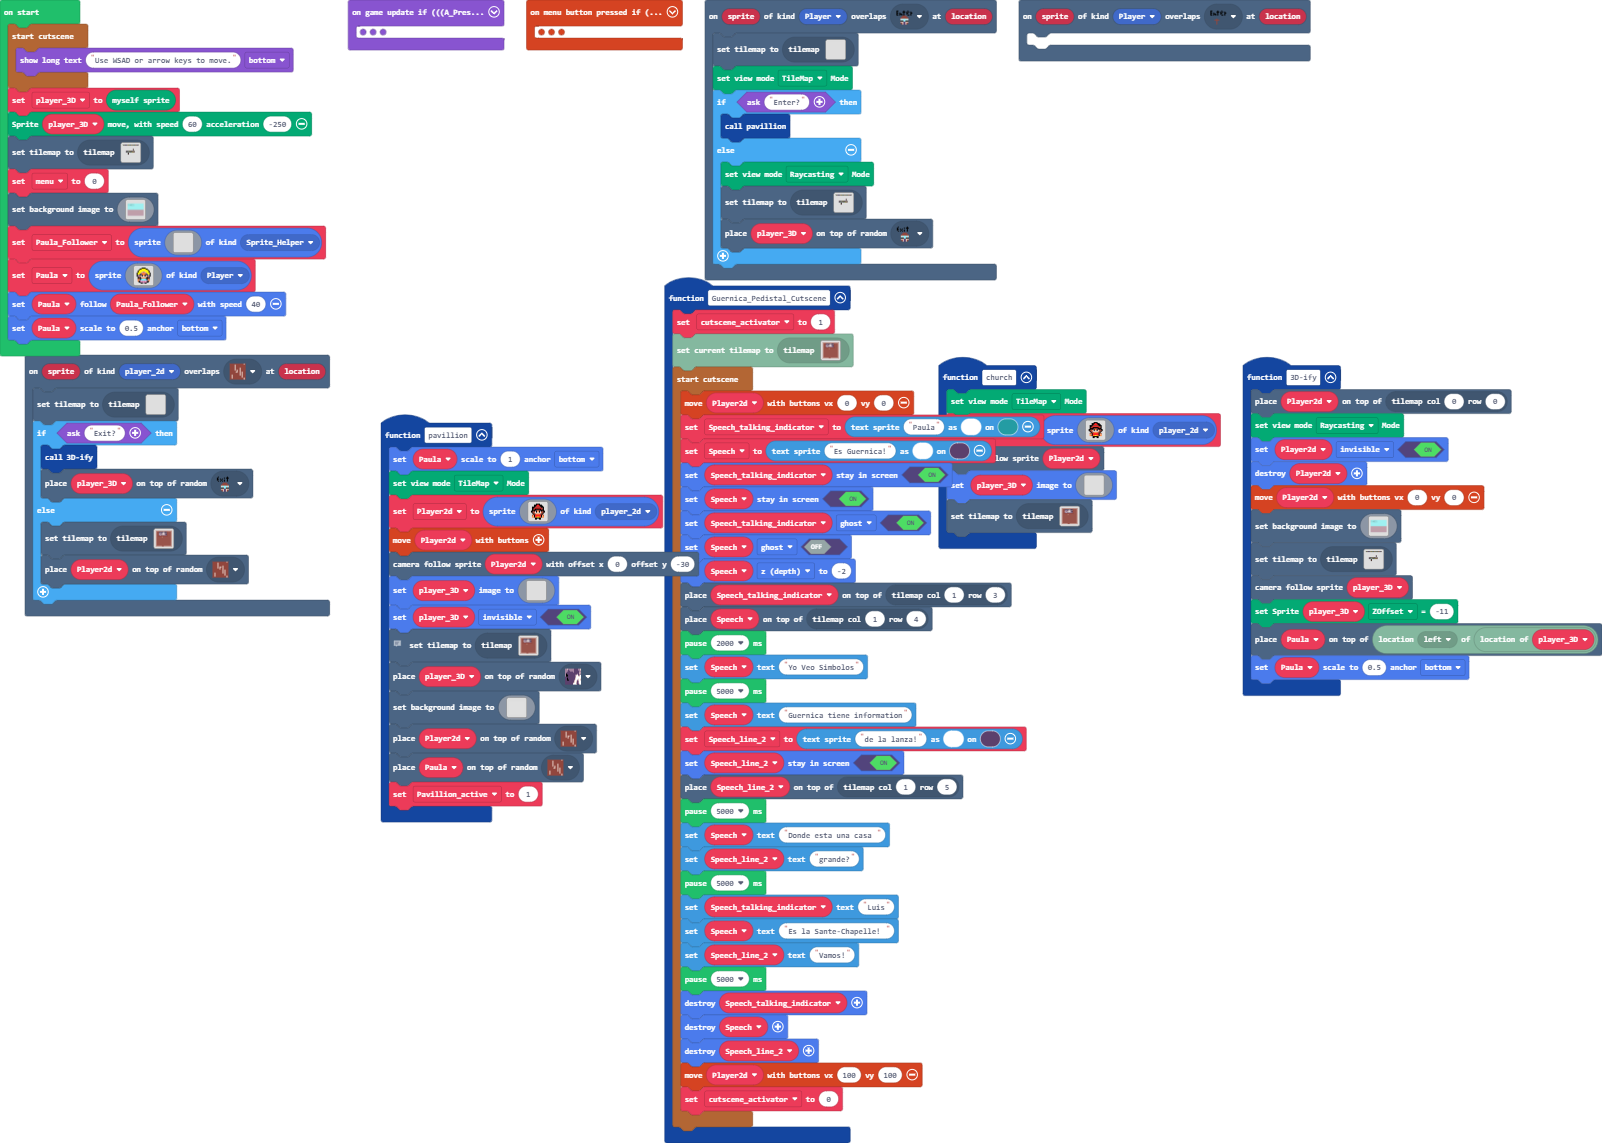 on start
start cutscene
show long text "Use WSAD or arrow keys to move." bottom
set player_3D to myself sprite
Sprite player_3D move, with speed 60 acceleration -250
set tilemap to tilemap
set menu to 0
set background image to
set Paula_Follower to sprite of kind Sprite_Helper
set Paula to sprite of kind Player
set Paula follow Paula_Follower with speed 40
set Paula scale to 0.5 anchor bottom
on sprite of kind player_2d overlaps at location
set tilemap to tilemap
if ask "Exit?" then
call 3D-ify
place player_3D on top of random
else
set tilemap to tilemap
place Player2d on top of random
on game update if (((A_Pres...
on menu button pressed if (...
on sprite of kind Player overlaps at location
set tilemap to tilemap
set view mode TileMap Mode
if ask "Enter?" then
call pavillion
else
set view mode Raycasting Mode
set tilemap to tilemap
place player_3D on top of random
on sprite of kind Player overlaps at location
function pavillion
set Paula scale to 1 anchor bottom
set view mode TileMap Mode
set Player2d to sprite of kind player_2d
move Player2d with buttons
camera follow sprite Player2d with offset x 0 offset y -30
set player_3D image to
set player_3D invisible ON
set tilemap to tilemap
place player_3D on top of random
set background image to
place Player2d on top of random
place Paula on top of random
set Pavillion_active to 1
function Guernica_Pedistal_Cutscene
set cutscene_activator to 1
set current tilemap to tilemap
start cutscene
move Player2d with buttons vx 0 vy 0
set Speech_talking_indicator to text sprite "Paula" as on
set Speech to text sprite "Es Guernica!" as on
set Speech_talking_indicator stay in screen ON
set Speech stay in screen ON
set Speech_talking_indicator ghost ON
set Speech ghost OFF
Speech z (depth) to -2
place Speech_talking_indicator on top of tilemap col 1 row 3
place Speech on top of tilemap col 1 row 4
pause 2000 ms
set Speech text "Yo Veo Simbolos"
pause 5000 ms
set Speech text "Guernica tiene information"
set Speech_line_2 to text sprite "de la lanza!" as on
set Speech_line_2 stay in screen ON
place Speech_line_2 on top of tilemap col 1 row 5
pause 5000 ms
set Speech text "Donde esta una casa "
set Speech_line_2 text "grande?"
pause 5000 ms
set Speech_talking_indicator text "Luis"
set Speech text "Es la Sante-Chapelle! "
set Speech_line_2 text "Vamos!"
pause 5000 ms
destroy Speech_talking_indicator
destroy Speech
destroy Speech_line_2
move Player2d with buttons vx 100 vy 100
set cutscene_activator to 0
function church
set view mode TileMap Mode
sprite of kind player_2d
low sprite Player2d
set player_3D image to
set tilemap to tilemap
function 3D-ify
place Player2d on top of tilemap col 0 row 0
set view mode Raycasting Mode
set Player2d invisible ON
destroy Player2d
move Player2d with buttons vx 0 vy 0
set background image to
set tilemap to tilemap
camera follow sprite player_3D
set Sprite player_3D ZOffset = -11
place Paula on top of location left of location of player_3D
set Paula scale to 0.5 anchor bottom